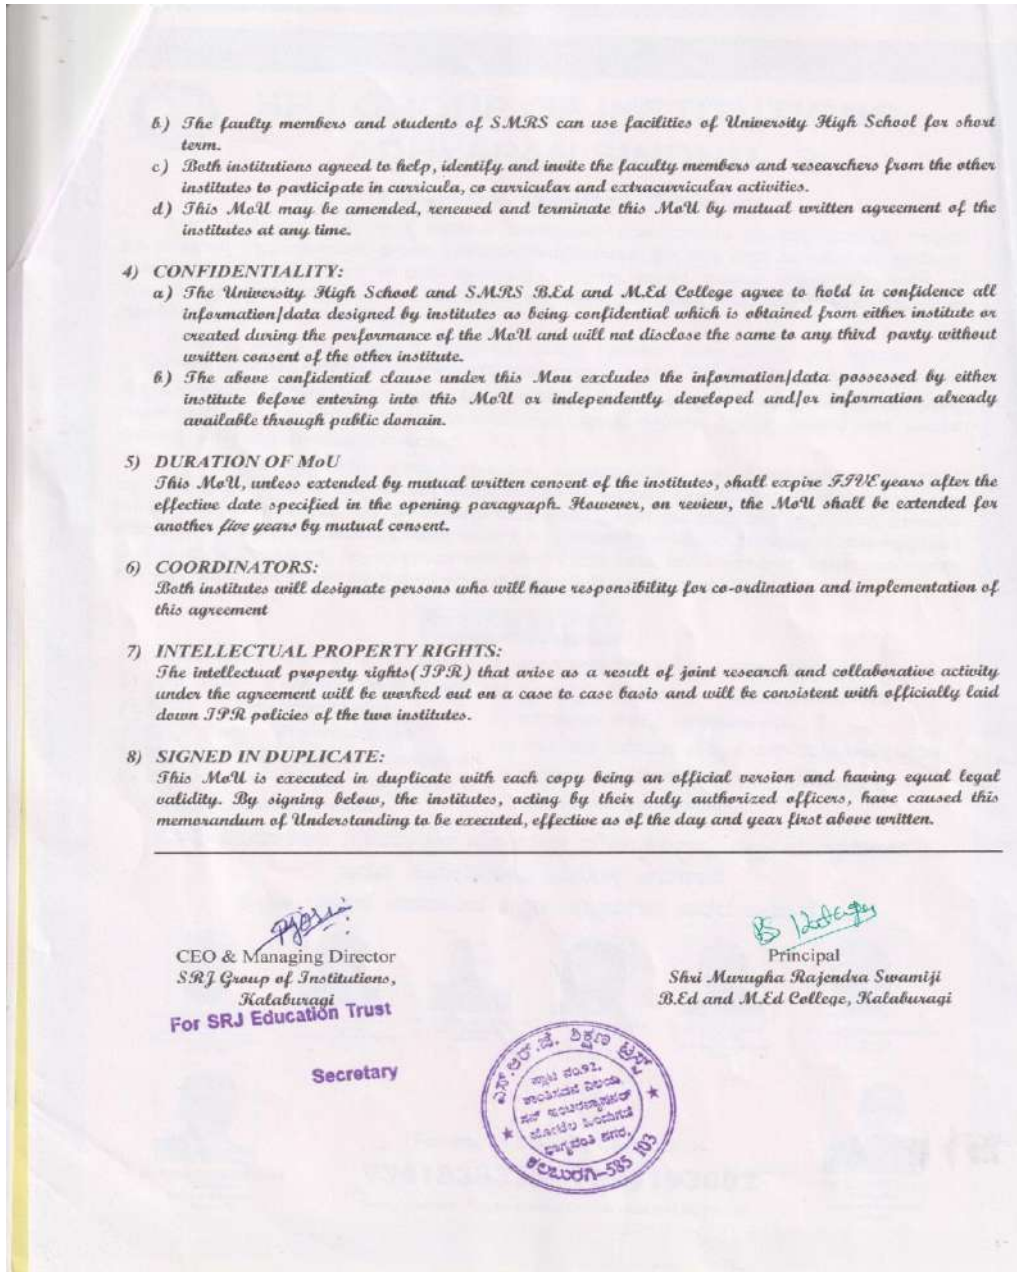 b.) The faulty members and students of SMRS can use facilities of University High School for short
term.
c) Both institutions agreed to help, identify and invite the faculty members and researchers from the other
institutes to participate in curricula, co curricular and extracurricular activities.
d) This MoU may be amended, renewed and terminate this MoU by mutual written agreement of the
institutes at any time.
4) CONFIDENTIALITY:
a) The University High School and SMRS B.Ed and M.Ed College agree to hold in confidence all
information/data designed by institutes as being confidential which is obtained from either institute or
created during the performance of the MoU and will not disclose the same to any third party without
written consent of the other institute.
b.) The above confidential clause under this Mou excludes the information/data possessed by either
institute before entering into this MoU or independently developed and/or information already
available through public domain.
5) DURATION OF MoU
This MoU, unless extended by mutual written consent of the institutes, shall expire FIVE years after the
effective date specified in the opening paragraph. However, on review, the MoU shall be extended for
another five years by mutual consent.
6) COORDINATORS:
Both institutes will designate persons who will have responsibility for co-ordination and implementation of
this agreement
7) INTELLECTUAL PROPERTY RIGHTS:
The intellectual property rights(IPR) that arise as a result of joint research and collaborative activity
under the agreement will be worked out on a case to case basis and will be consistent with officially laid
down IPR policies of the two institutes.
8) SIGNED IN DUPLICATE:
This MoU is executed in duplicate with each copy being an official version and having equal legal
validity. By signing below, the institutes, acting by their duly authorized officers, have caused this
memorandum of Understanding to be executed, effective as of the day and year first above written.
CEO & Managing Director
SRJ Group of Institutions,
Kalaburagi
For SRJ Education Trust
Secretary
Principal
Shri Murugha Rajendra Swamiji
B.Ed and M.Ed College, Kalaburagi
ಎಸ್.ಆರ್.ಜೆ. ಶಿಕ್ಷಣ ಟ್ರಸ್ಟ್
ಪ್ಲಾಟ ನಂ.92,
ಕಲಬುರಗಿ-585 103